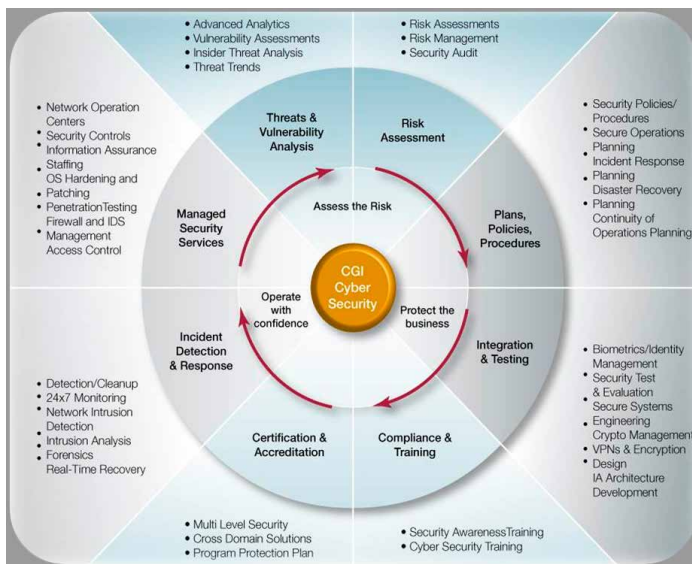 • Advanced Analytics
• Vulnerability Assessments
• Insider Threat Analysis
• Threat Trends
• Risk Assessments
• Risk Management
• Security Audit
• Network Operation
Centers
• Security Controls
• Information Assurance
Staffing
• OS Hardening and
• Patching
• PenetrationTesting
• Firewall and IDS
• Management
Access Control
• Security Policies/
Procedures
• Secure Operations
• Planning
Incident Response
• Planning
Disaster Recovery
• Planning
Continuity of
Operations Planning
Threats &
Vulnerability
Analysis
Risk
Assessment
Managed
Security
Services
Assess the Risk
Plans,
Policies,
Procedures
CGI
Cyber
Security
Operate
with
confidence
Protect the
business
Incident
Detection
& Response
Integration
& Testing
• Detection/Cleanup
• 24x7 Monitoring
• Network Intrusion
Detection
• Intrusion Analysis
• Forensics
Real-Time Recovery
• Biometrics/Identity
Management
• Security Test
& Evaluation
• Secure Systems
• Engineering
Crypto Management
• VPNs & Encryption
• Design
IA Architecture
Development
Certification &
Accreditation
Compliance &
Training
• Multi Level Security
• Cross Domain Solutions
• Program Protection Plan
• Security AwarenessTraining
• Cyber Security Training